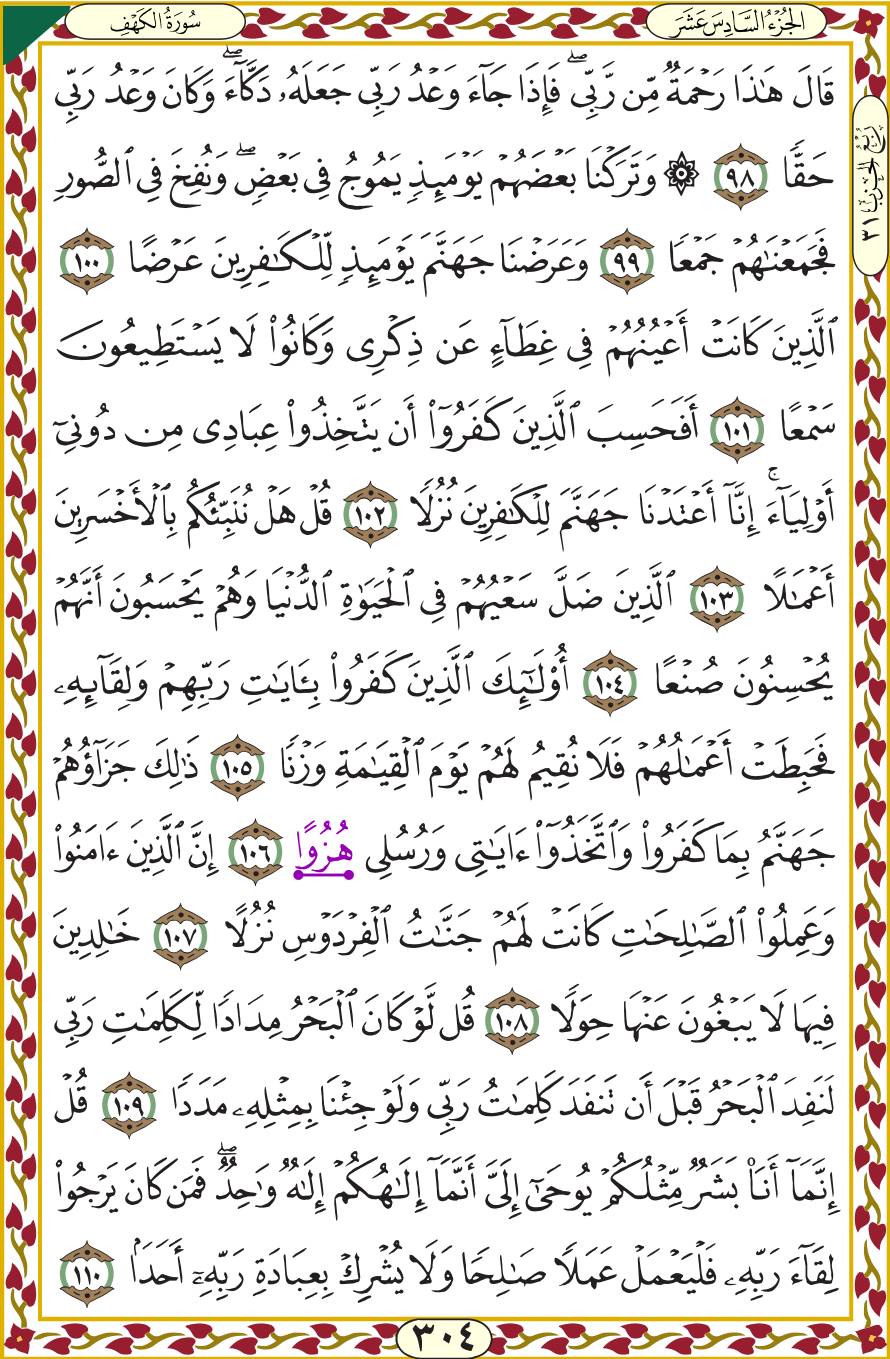 الجُزْءُ السَّادِسَ عَشَرَ
سُورَةُ الكَهْفِ
قَالَ هَٰذَا رَحْمَةٌ مِّن رَّبِّي ۖ فَإِذَا جَآءَ وَعْدُ رَبِّي جَعَلَهُۥ دَكَّآءَ ۖ وَكَانَ وَعْدُ رَبِّي
حَقًّا ٩٨ ۞ وَتَرَكْنَا بَعْضَهُمْ يَوْمَئِذٍ يَمُوجُ فِي بَعْضٍ ۖ وَنُفِخَ فِي ٱلصُّورِ
فَجَمَعْنَٰهُمْ جَمْعًا ٩٩ وَعَرَضْنَا جَهَنَّمَ يَوْمَئِذٍ لِّلْكَٰفِرِينَ عَرْضًا ١٠٠
ٱلَّذِينَ كَانَتْ أَعْيُنُهُمْ فِي غِطَآءٍ عَن ذِكْرِي وَكَانُوا۟ لَا يَسْتَطِيعُونَ
سَمْعًا ١٠١ أَفَحَسِبَ ٱلَّذِينَ كَفَرُوٓا۟ أَن يَتَّخِذُوا۟ عِبَادِي مِن دُونِيٓ
أَوْلِيَآءَ ۚ إِنَّآ أَعْتَدْنَا جَهَنَّمَ لِلْكَٰفِرِينَ نُزُلًا ١٠٢ قُلْ هَلْ نُنَبِّئُكُم بِٱلْأَخْسَرِينَ
أَعْمَٰلًا ١٠٣ ٱلَّذِينَ ضَلَّ سَعْيُهُمْ فِي ٱلْحَيَوٰةِ ٱلدُّنْيَا وَهُمْ يَحْسَبُونَ أَنَّهُمْ
يُحْسِنُونَ صُنْعًا ١٠٤ أُو۟لَٰٓئِكَ ٱلَّذِينَ كَفَرُوا۟ بِـَٔايَٰتِ رَبِّهِمْ وَلِقَآئِهِۦ
فَحَبِطَتْ أَعْمَٰلُهُمْ فَلَا نُقِيمُ لَهُمْ يَوْمَ ٱلْقِيَٰمَةِ وَزْنًا ١٠٥ ذَٰلِكَ جَزَآؤُهُمْ
جَهَنَّمُ بِمَا كَفَرُوا۟ وَٱتَّخَذُوٓا۟ ءَايَٰتِي وَرُسُلِي هُزُوًا ١٠٦ إِنَّ ٱلَّذِينَ ءَامَنُوا۟
وَعَمِلُوا۟ ٱلصَّٰلِحَٰتِ كَانَتْ لَهُمْ جَنَّٰتُ ٱلْفِرْدَوْسِ نُزُلًا ١٠٧ خَٰلِدِينَ
فِيهَا لَا يَبْغُونَ عَنْهَا حِوَلًا ١٠٨ قُل لَّوْ كَانَ ٱلْبَحْرُ مِدَادًا لِّكَلِمَٰتِ رَبِّي
لَنَفِدَ ٱلْبَحْرُ قَبْلَ أَن تَنفَدَ كَلِمَٰتُ رَبِّي وَلَوْ جِئْنَا بِمِثْلِهِۦ مَدَدًا ١٠٩ قُلْ
إِنَّمَآ أَنَا۠ بَشَرٌ مِّثْلُكُمْ يُوحَىٰٓ إِلَيَّ أَنَّمَآ إِلَٰهُكُمْ إِلَٰهٌ وَٰحِدٌ ۖ فَمَن كَانَ يَرْجُوا۟
لِقَآءَ رَبِّهِۦ فَلْيَعْمَلْ عَمَلًا صَٰلِحًا وَلَا يُشْرِكْ بِعِبَادَةِ رَبِّهِۦٓ أَحَدًۢا ١١٠
رُبْعُ الحِزْبِ ٣١
٣٠٤